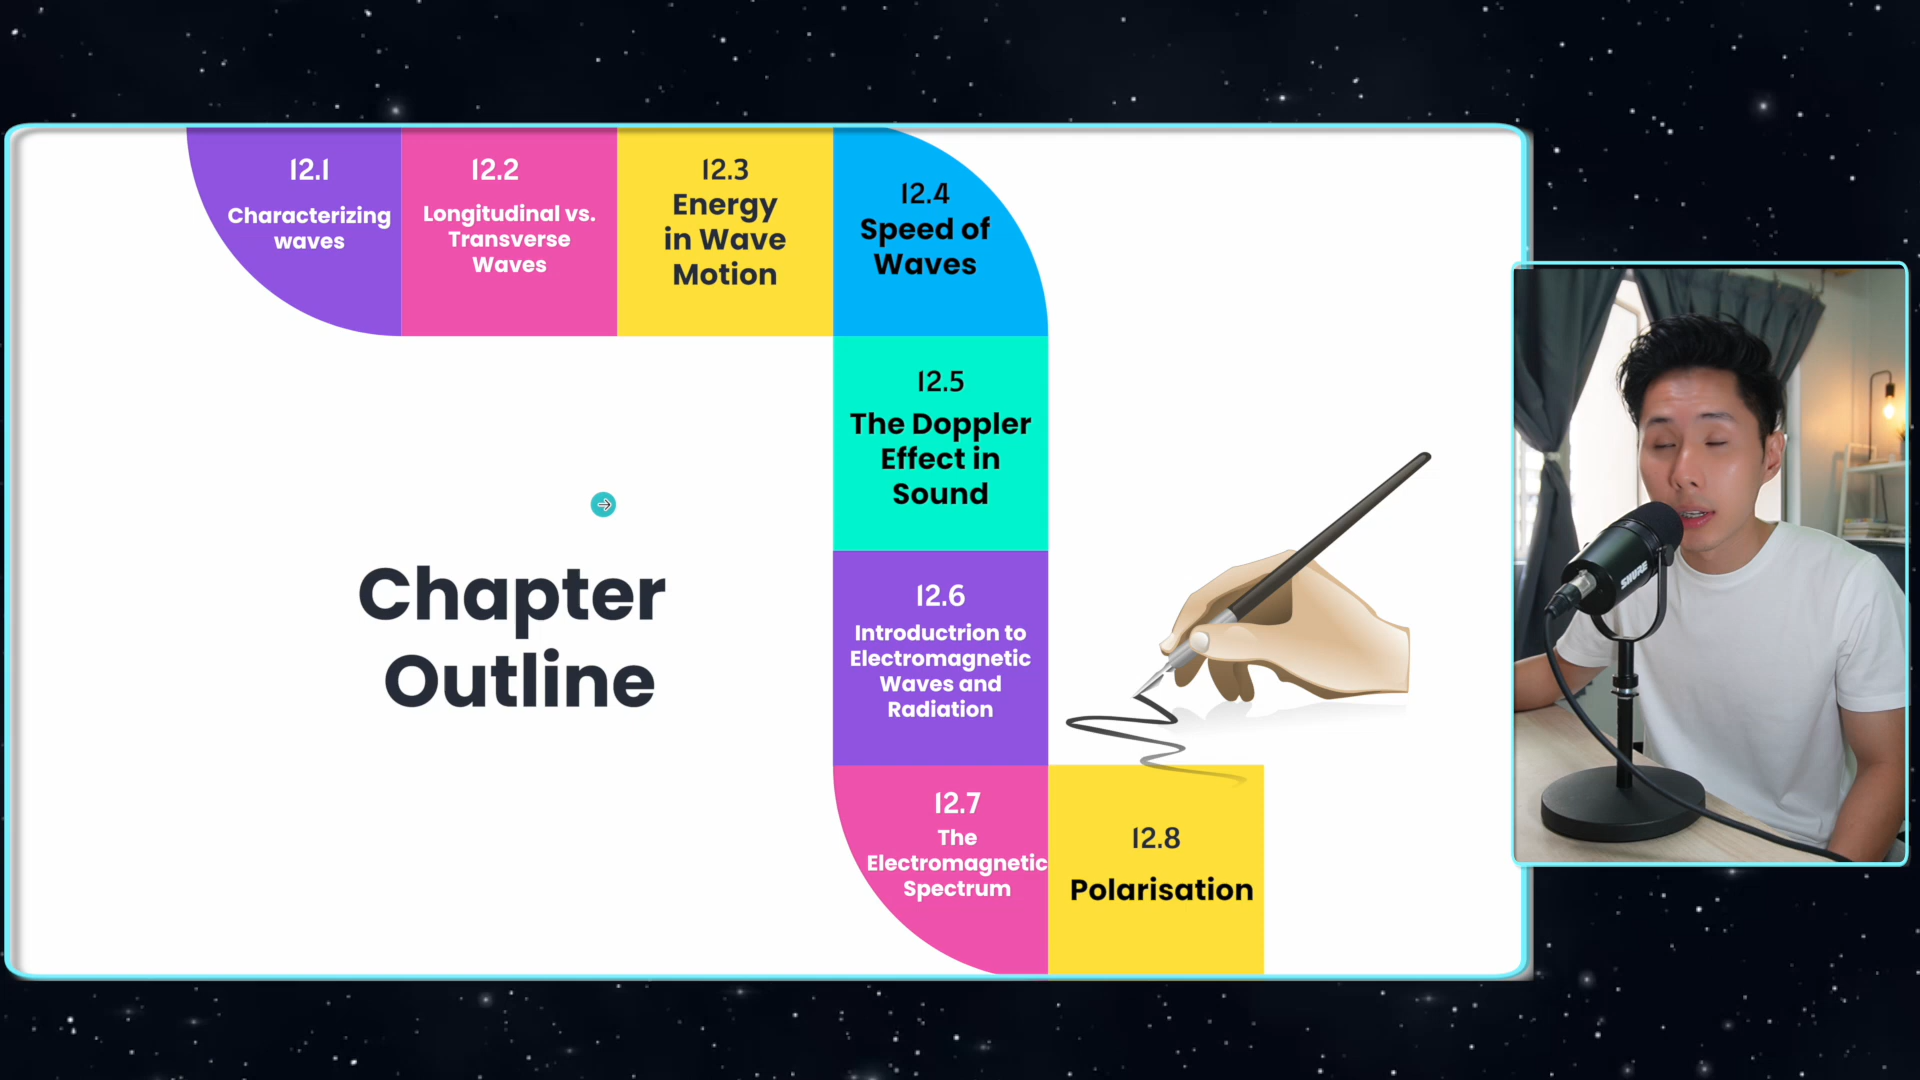 12.1
Characterizing
waves
12.2
Longitudinal vs.
Transverse
Waves
12.3
Energy
in Wave
Motion
12.4
Speed of
Waves
12.5
The Doppler
Effect in
Sound
12.6
Introductrion to
Electromagnetic
Waves and
Radiation
12.7
The
Electromagnetic
Spectrum
12.8
Polarisation
Chapter
Outline
SHURE